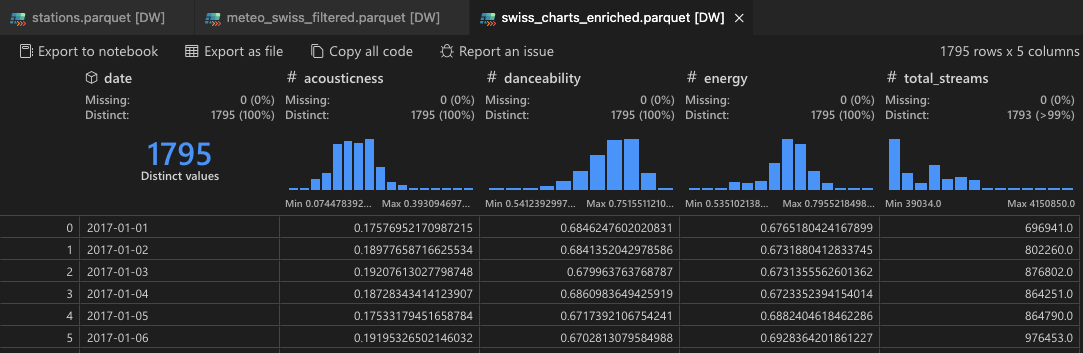 stations.parquet [DW] meteo_swiss_filtered.parquet [DW] swiss_charts_enriched.parquet [DW]
Export to notebook Export as file Copy all code Report an issue 1795 rows x 5 columns
date # acousticness # danceability # energy # total_streams
Missing: 0 (0%) Missing: 0 (0%) Missing: 0 (0%) Missing: 0 (0%) Missing: 0 (0%)
Distinct: 1795 (100%) Distinct: 1795 (100%) Distinct: 1795 (100%) Distinct: 1795 (100%) Distinct: 1793 (>99%)
1795
Distinct values
Min 0.074478392... Max 0.393094697... Min 0.5412392997... Max 0.7515511210... Min 0.535102138... Max 0.7955218498... Min 39034.0 Max 4150850.0
0 2017-01-01 0.17576952170987215 0.6846247602020831 0.6765180424167899 696941.0
1 2017-01-02 0.18977658716625534 0.6841352042978586 0.6731880412833745 802260.0
2 2017-01-03 0.19207613027798748 0.679963763768787 0.6731355562601362 876802.0
3 2017-01-04 0.18728343414123907 0.6860983649425919 0.6723352394154014 864251.0
4 2017-01-05 0.17533179451658784 0.6717392106754241 0.6882404618462286 864790.0
5 2017-01-06 0.19195326502146032 0.6702813079584988 0.6928364201861227 976453.0